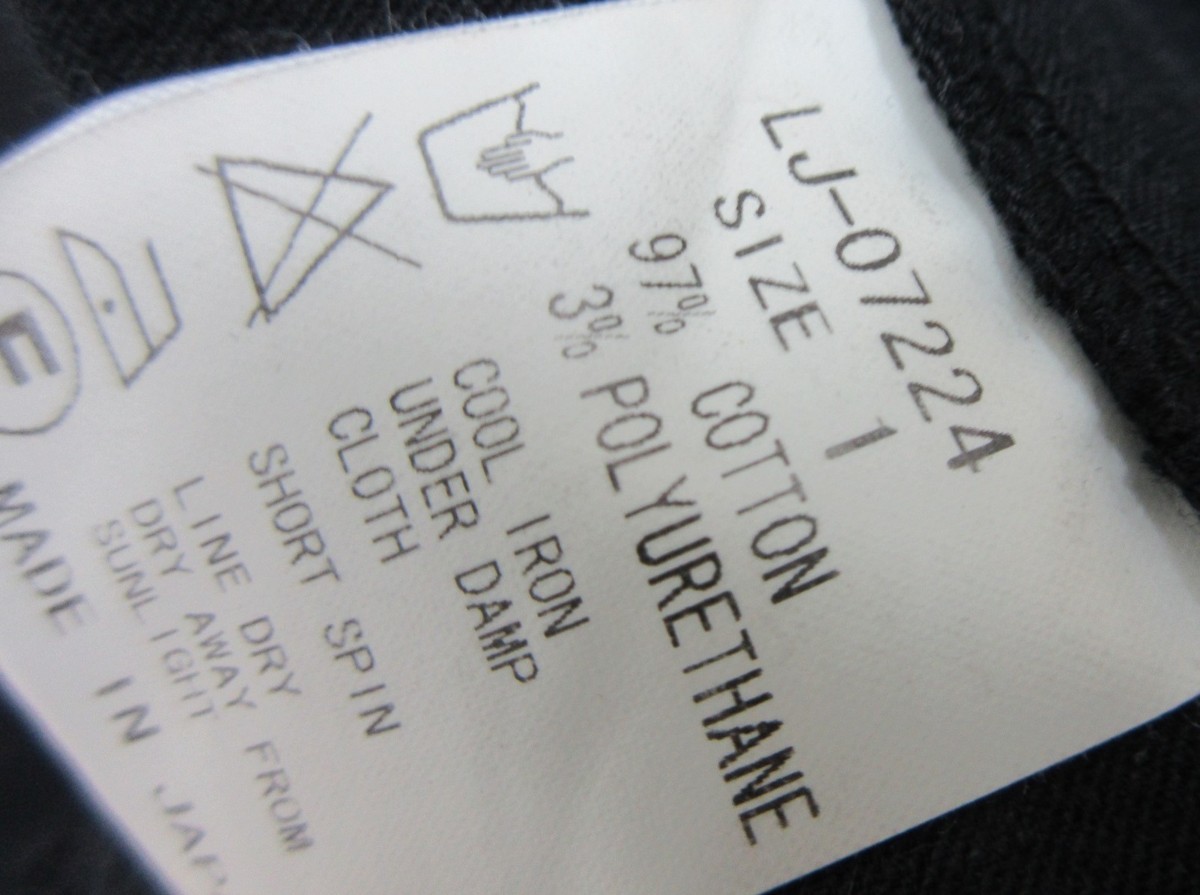 LJ-07224
SIZE 1
97% COTTON
3% POLYURETHANE
COOL IRON
UNDER DAMP
CLOTH
SHORT SPIN
LINE DRY
DRY AWAY FROM
SUNLIGHT
MADE IN JAP